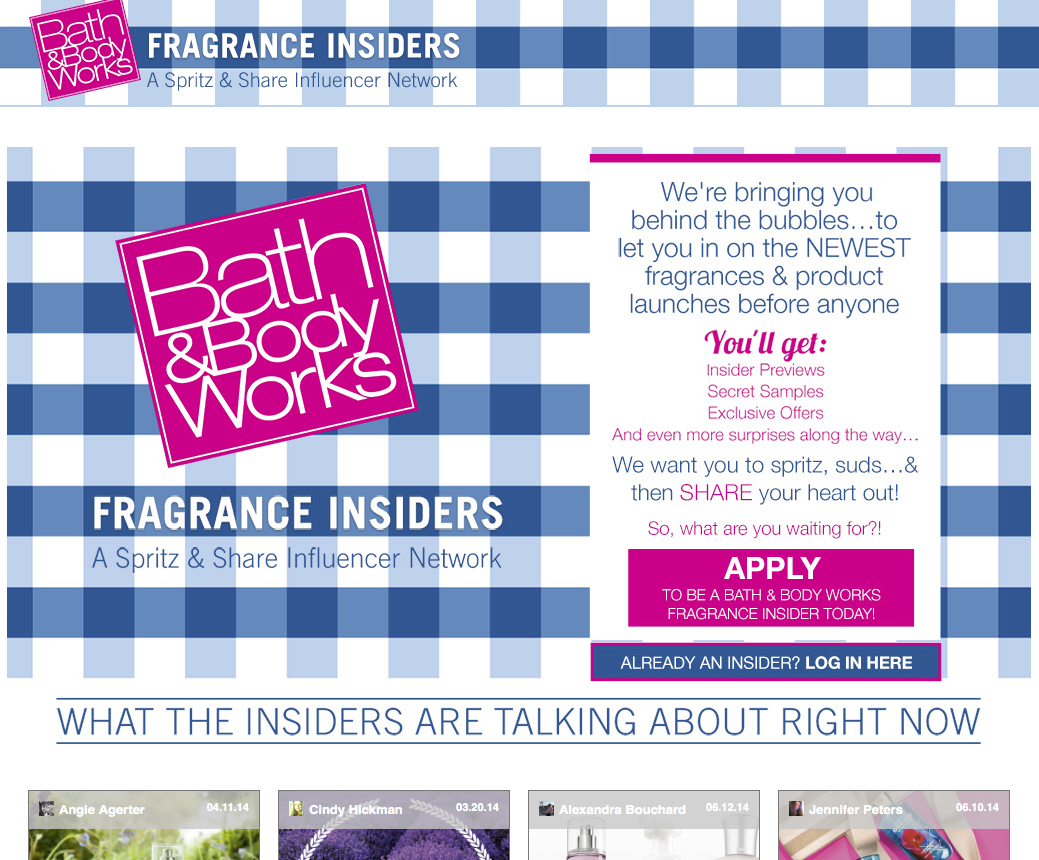 Bath
&Body
Works
FRAGRANCE INSIDERS
A Spritz & Share Influencer Network
Bath
&Body
Works
FRAGRANCE INSIDERS
A Spritz & Share Influencer Network
We're bringing you
behind the bubbles...to
let you in on the NEWEST
fragrances & product
launches before anyone
You'll get:
Insider Previews
Secret Samples
Exclusive Offers
And even more surprises along the way...
We want you to spritz, suds...&
then SHARE your heart out!
So, what are you waiting for?!
APPLY
TO BE A BATH & BODY WORKS
FRAGRANCE INSIDER TODAY!
ALREADY AN INSIDER? LOG IN HERE
WHAT THE INSIDERS ARE TALKING ABOUT RIGHT NOW
Angie Agerter 04.11.14
Cindy Hickman 03.20.14
Alexandra Bouchard 06.12.14
Jennifer Peters 06.10.14